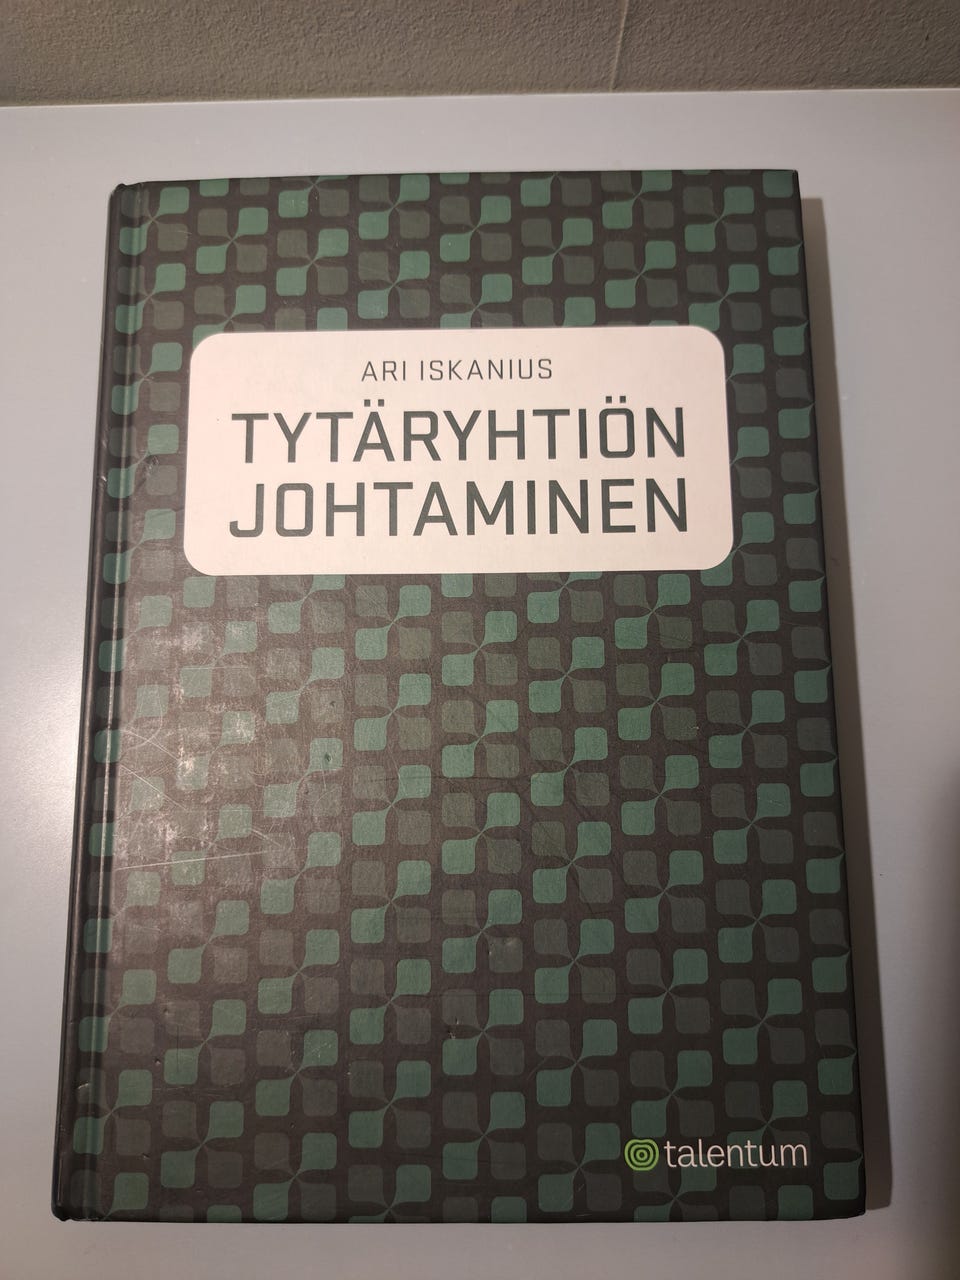 ARI ISKANIUS
TYTÄRYHTIÖN
JOHTAMINEN
talentum